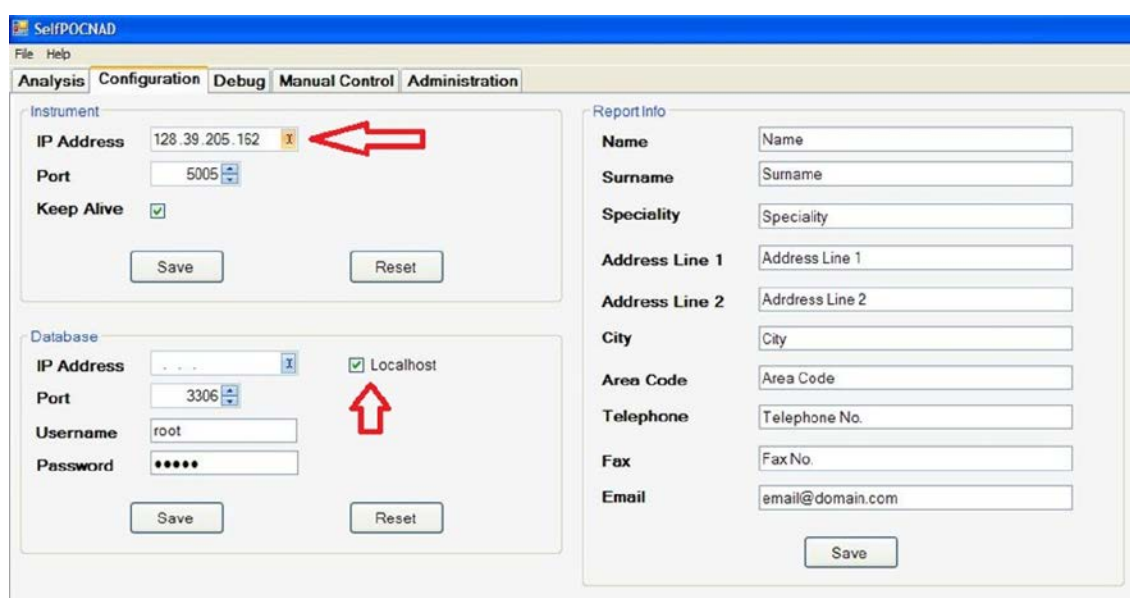 SelfPOCNAD
File Help
Analysis Configuration Debug Manual Control Administration
Instrument
IP Address 128.39.205.162
Port 5005
Keep Alive
Save Reset
Database
IP Address . . . Localhost
Port 3306
Username root
Password •••••
Save Reset
Report Info
Name Name
Surname Surname
Speciality Speciality
Address Line 1 Address Line 1
Address Line 2 Adrdress Line 2
City City
Area Code Area Code
Telephone Telephone No.
Fax Fax No.
Email email@domain.com
Save